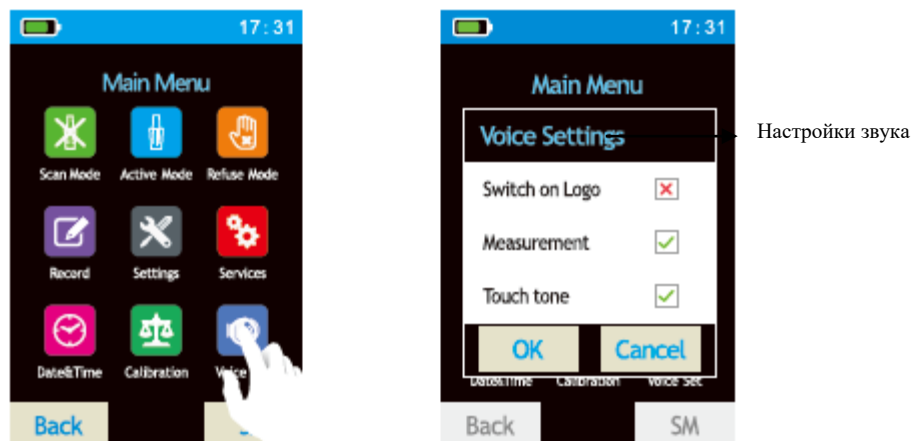 17:31
Main Menu
Scan Mode Active Mode Refuse Mode
Record Settings Services
Date&Time Calibration Voice
Back
17:31
Main Menu
Voice Settings
Настройки звука
Switch on Logo
Measurement
Touch tone
OK Cancel
Date&Time Calibration Voice Set
Back SM